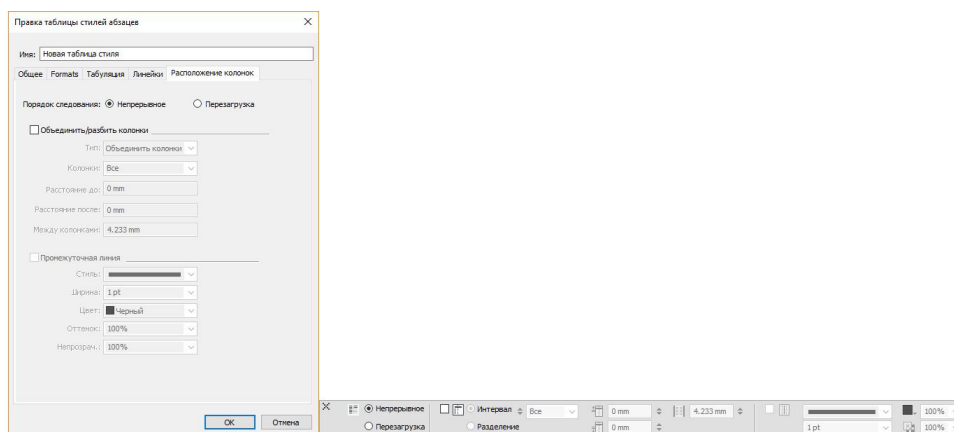 Правка таблицы стилей абзацев
Имя: Новая таблица стиля
Общее Formats Табуляция Линейки Расположение колонок
Порядок следования: Непрерывное Перезагрузка
Объединить/разбить колонки
Тип: Объединить колонки
Колонки: Все
Расстояние до: 0 mm
Расстояние после: 0 mm
Между колонками: 4.233 mm
Промежуточная линия
Стиль:
Ширина: 1 pt
Цвет: Черный
Оттенок: 100%
Непрозрач.: 100%
OK Отмена
Непрерывное Интервал Все 0 mm 4.233 mm 100%
Перезагрузка Разделение 0 mm 1 pt 100%